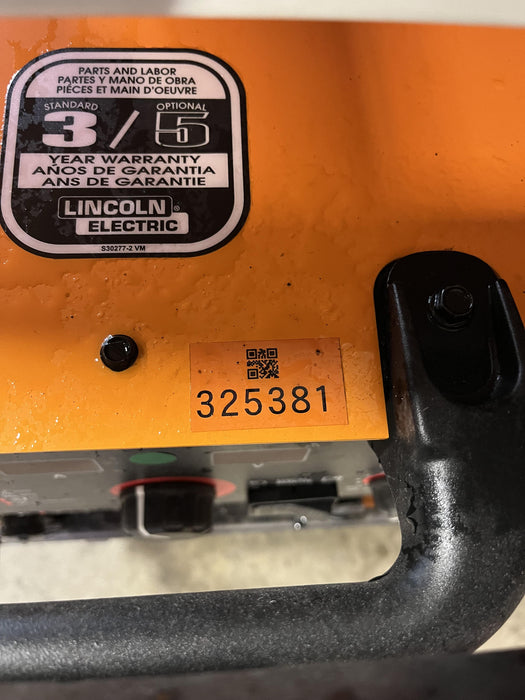 PARTS AND LABOR
PARTES Y MANO DE OBRA
PIÉCES ET MAIN D'OEUVRE
STANDARD OPTIONAL
3 / 5
YEAR WARRANTY
AÑOS DE GARANTIA
ANS DE GARANTIE
LINCOLN ®
ELECTRIC
S30277-2 VM
325381